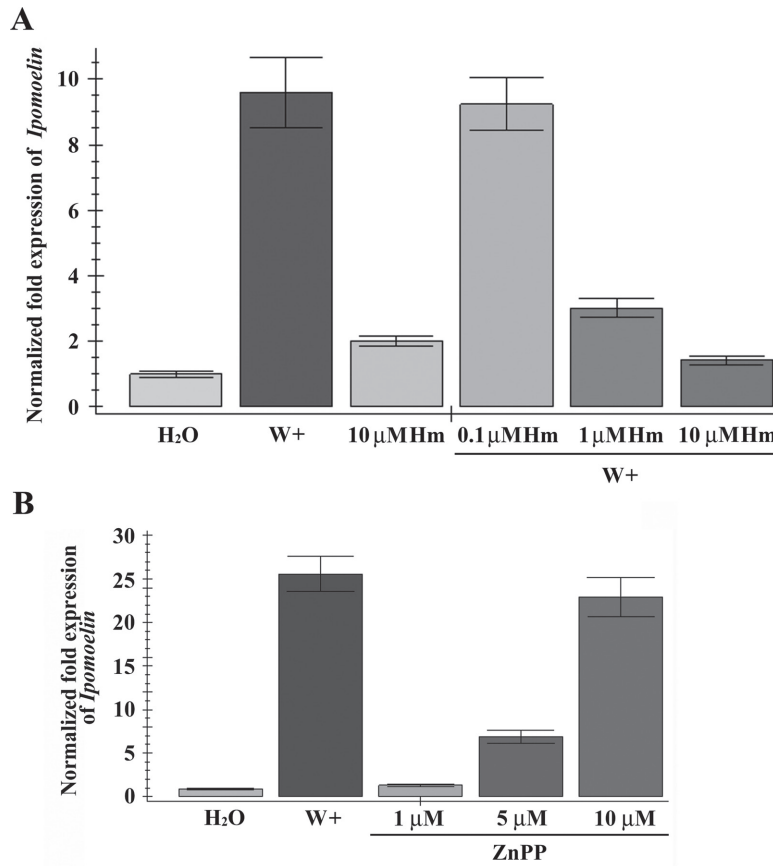 A
Normalized fold expression of Ipomoelin
10
8
6
4
2
0
H₂O W+ 10 μMHm 0.1 μMHm 1 μMHm 10 μMHm
W+
B
Normalized fold expression
of Ipomoelin
30
25
20
15
10
5
0
H₂O W+ 1 μM 5 μM 10 μM
ZnPP